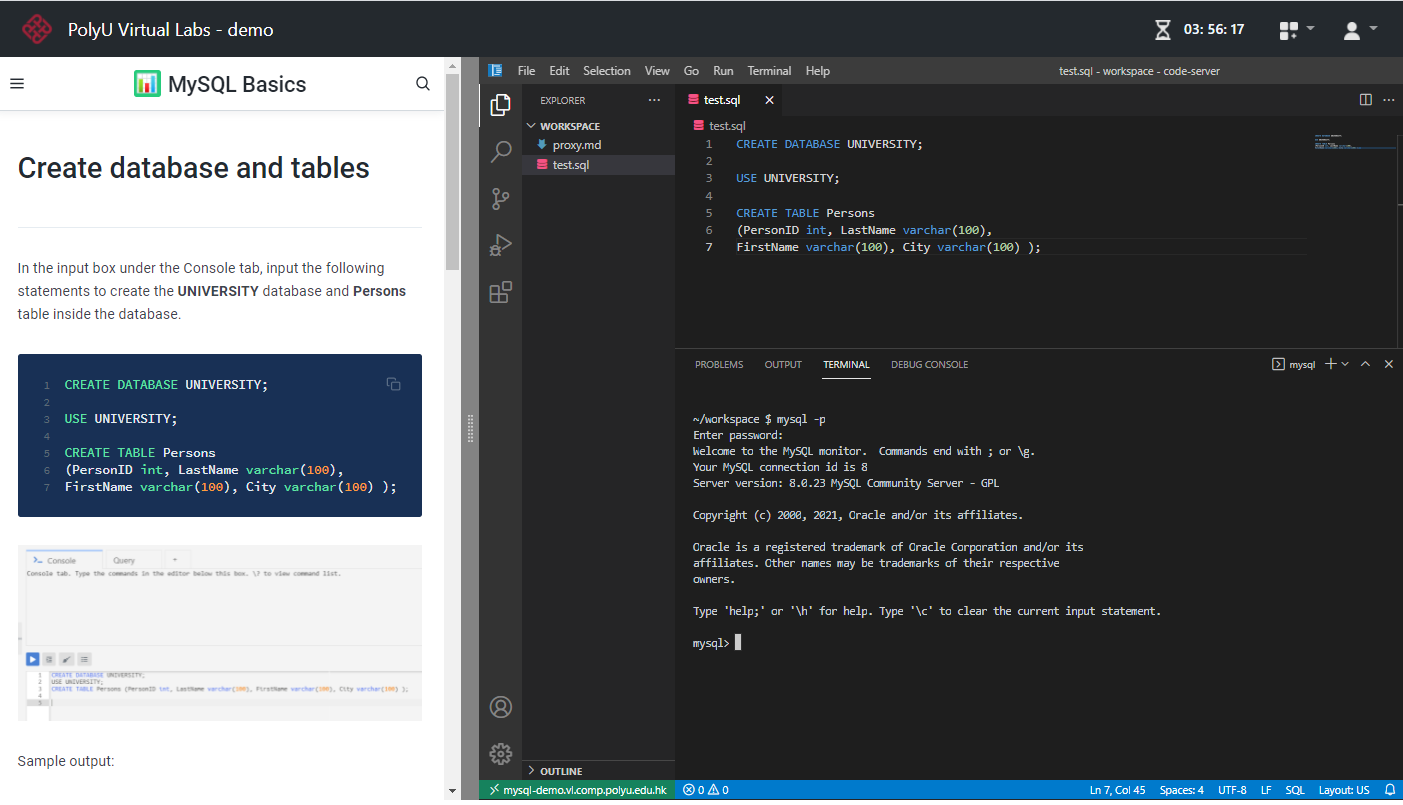 PolyU Virtual Labs - demo
03: 56: 17
MySQL Basics
Create database and tables
In the input box under the Console tab, input the following
statements to create the UNIVERSITY database and Persons
table inside the database.
1 CREATE DATABASE UNIVERSITY;
2
3 USE UNIVERSITY;
4
5 CREATE TABLE Persons
6 (PersonID int, LastName varchar(100),
7 FirstName varchar(100), City varchar(100) );
Console Query +
Console tab. Type the commands in the editor below this box. \? to view command list.
1 CREATE DATABASE UNIVERSITY;
2 USE UNIVERSITY;
3 CREATE TABLE Persons (PersonID int, LastName varchar(100), FirstName varchar(100), City varchar(100) );
4
5
Sample output:
File Edit Selection View Go Run Terminal Help
test.sql - workspace - code-server
EXPLORER
WORKSPACE
proxy.md
test.sql
OUTLINE
test.sql
test.sql
1 CREATE DATABASE UNIVERSITY;
2
3 USE UNIVERSITY;
4
5 CREATE TABLE Persons
6 (PersonID int, LastName varchar(100),
7 FirstName varchar(100), City varchar(100) );
PROBLEMS OUTPUT TERMINAL DEBUG CONSOLE
mysql
~/workspace $ mysql -p
Enter password:
Welcome to the MySQL monitor.  Commands end with ; or \g.
Your MySQL connection id is 8
Server version: 8.0.23 MySQL Community Server - GPL
Copyright (c) 2000, 2021, Oracle and/or its affiliates.
Oracle is a registered trademark of Oracle Corporation and/or its
affiliates. Other names may be trademarks of their respective
owners.
Type 'help;' or '\h' for help. Type '\c' to clear the current input statement.
mysql>
mysql-demo.vl.comp.polyu.edu.hk 0 0
Ln 7, Col 45 Spaces: 4 UTF-8 LF SQL Layout: US